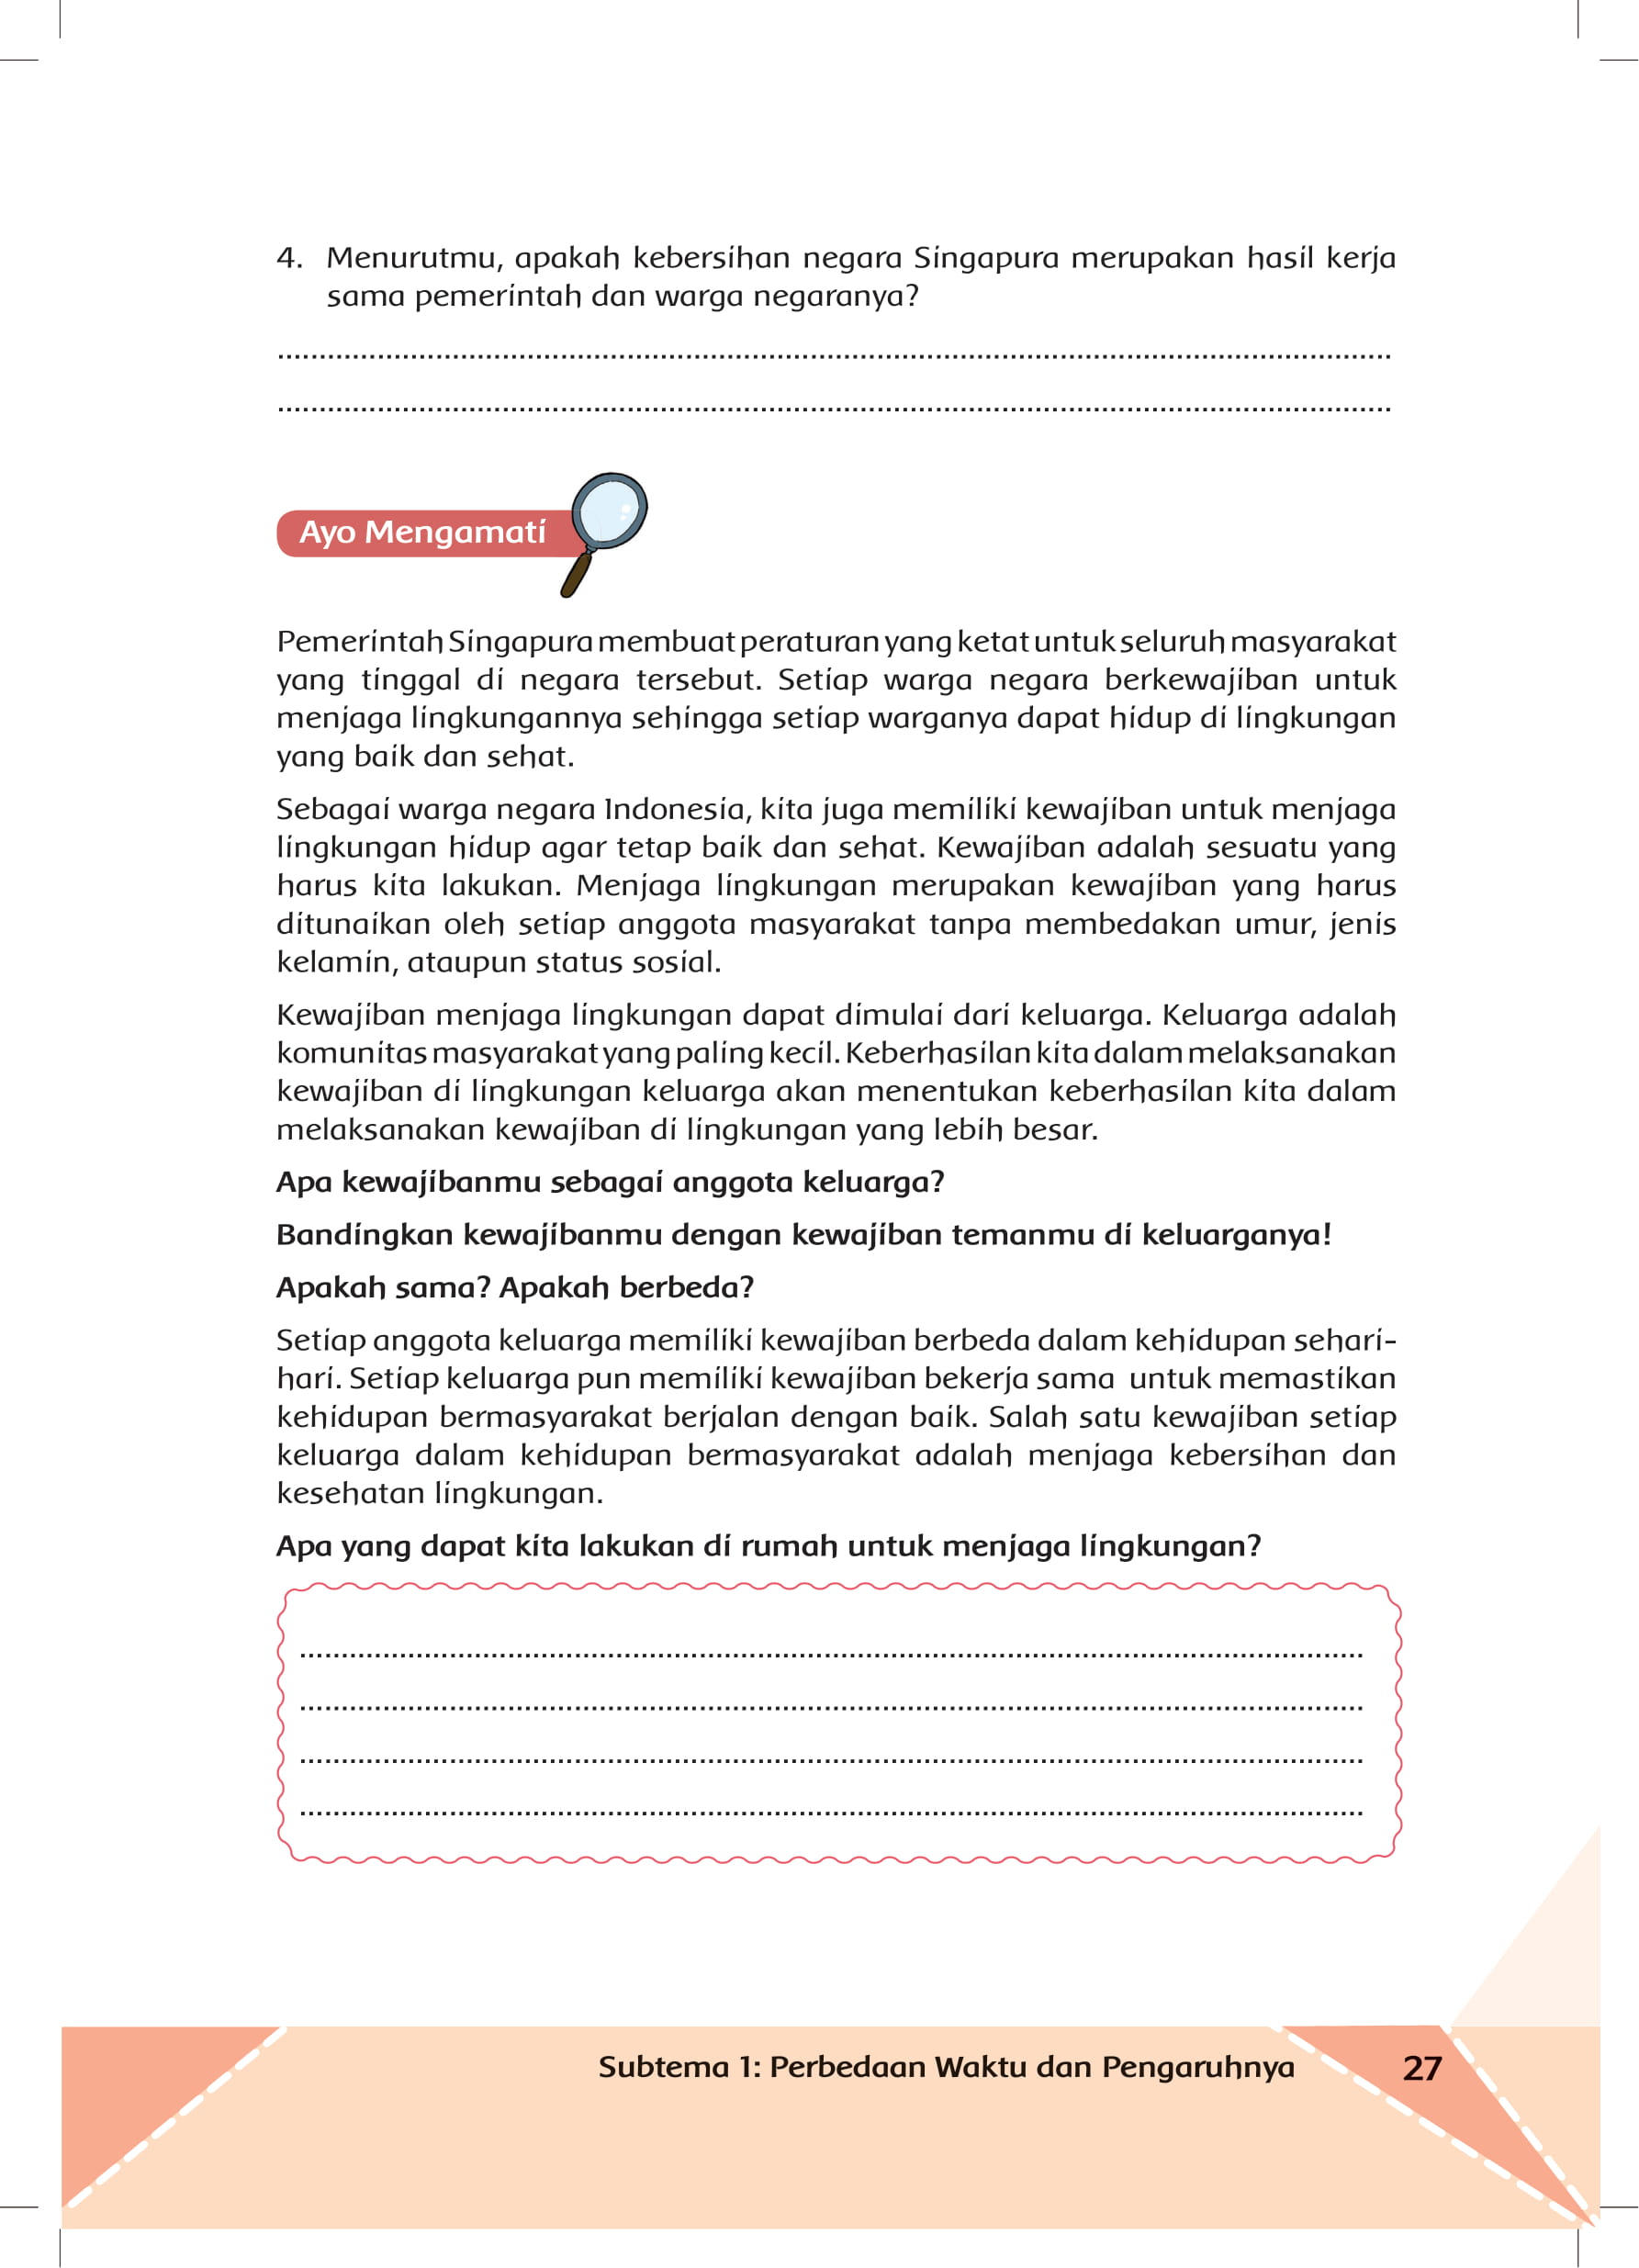 4. Menurutmu, apakah kebersihan negara Singapura merupakan hasil kerja
sama pemerintah dan warga negaranya?
Ayo Mengamati
Pemerintah Singapura membuat peraturan yang ketat untuk seluruh masyarakat
yang tinggal di negara tersebut. Setiap warga negara berkewajiban untuk
menjaga lingkungannya sehingga setiap warganya dapat hidup di lingkungan
yang baik dan sehat.
Sebagai warga negara Indonesia, kita juga memiliki kewajiban untuk menjaga
lingkungan hidup agar tetap baik dan sehat. Kewajiban adalah sesuatu yang
harus kita lakukan. Menjaga lingkungan merupakan kewajiban yang harus
ditunaikan oleh setiap anggota masyarakat tanpa membedakan umur, jenis
kelamin, ataupun status sosial.
Kewajiban menjaga lingkungan dapat dimulai dari keluarga. Keluarga adalah
komunitas masyarakat yang paling kecil. Keberhasilan kita dalam melaksanakan
kewajiban di lingkungan keluarga akan menentukan keberhasilan kita dalam
melaksanakan kewajiban di lingkungan yang lebih besar.
Apa kewajibanmu sebagai anggota keluarga?
Bandingkan kewajibanmu dengan kewajiban temanmu di keluarganya!
Apakah sama? Apakah berbeda?
Setiap anggota keluarga memiliki kewajiban berbeda dalam kehidupan sehari-
hari. Setiap keluarga pun memiliki kewajiban bekerja sama untuk memastikan
kehidupan bermasyarakat berjalan dengan baik. Salah satu kewajiban setiap
keluarga dalam kehidupan bermasyarakat adalah menjaga kebersihan dan
kesehatan lingkungan.
Apa yang dapat kita lakukan di rumah untuk menjaga lingkungan?
Subtema 1: Perbedaan Waktu dan Pengaruhnya 27